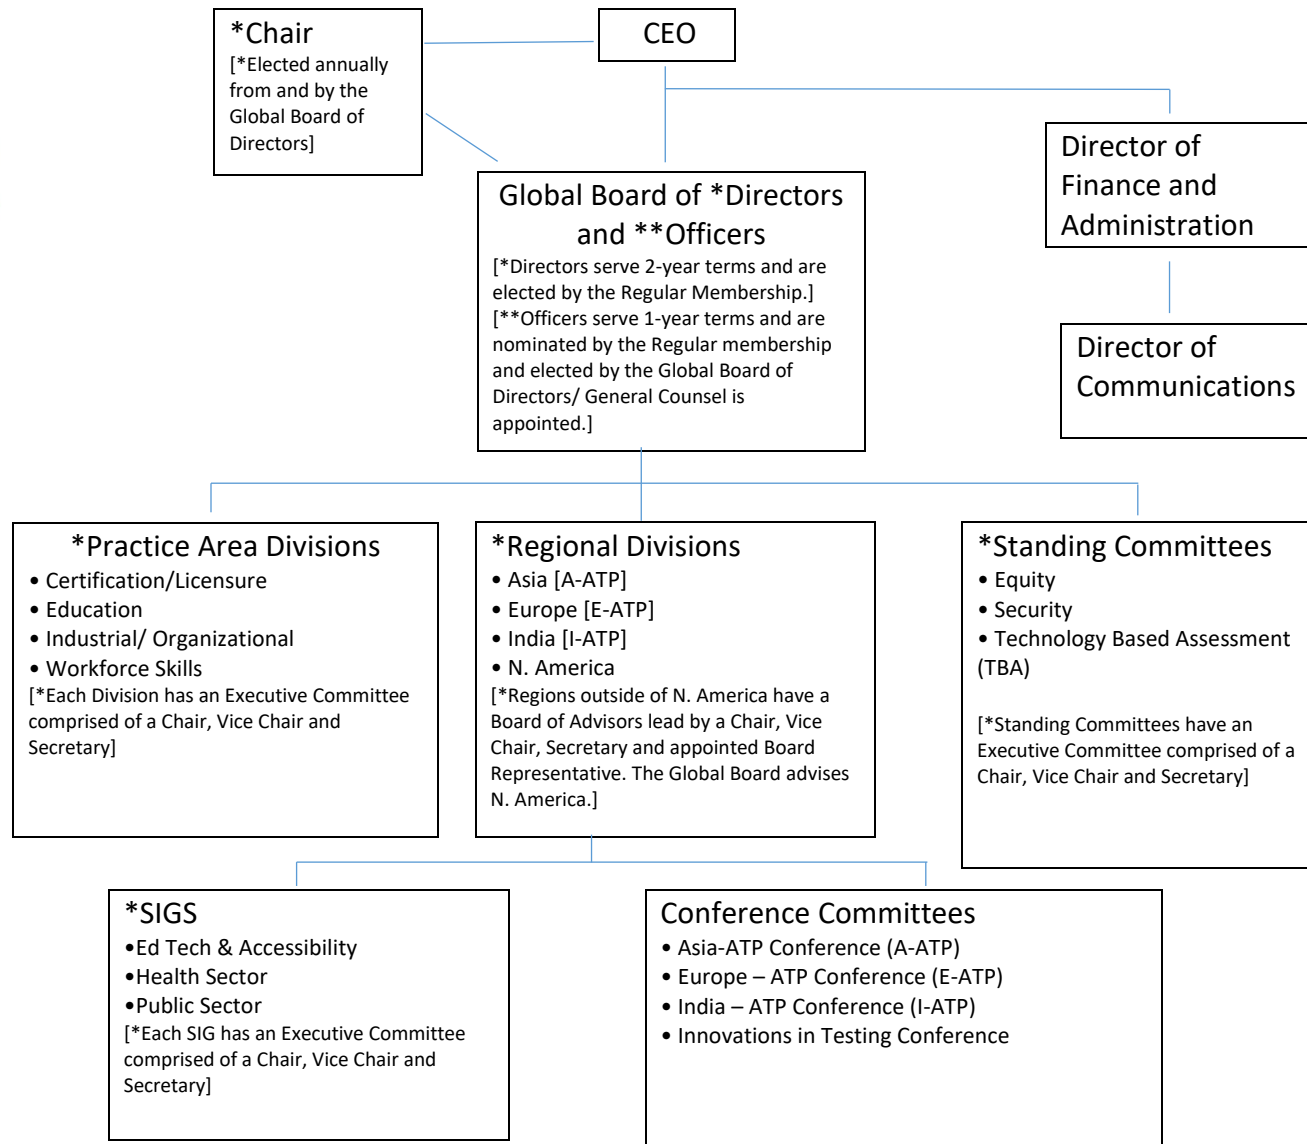 *Chair
[*Elected annually
from and by the
Global Board of
Directors]
CEO
Director of
Finance and
Administration
Global Board of *Directors
and **Officers
[*Directors serve 2-year terms and are
elected by the Regular Membership.]
[**Officers serve 1-year terms and are
nominated by the Regular membership
and elected by the Global Board of
Directors/ General Counsel is
appointed.]
Director of
Communications
*Practice Area Divisions
• Certification/Licensure
• Education
• Industrial/ Organizational
• Workforce Skills
[*Each Division has an Executive Committee
comprised of a Chair, Vice Chair and
Secretary]
*Regional Divisions
• Asia [A-ATP]
• Europe [E-ATP]
• India [I-ATP]
• N. America
[*Regions outside of N. America have a
Board of Advisors lead by a Chair, Vice
Chair, Secretary and appointed Board
Representative. The Global Board advises
N. America.]
*Standing Committees
• Equity
• Security
• Technology Based Assessment
(TBA)
[*Standing Committees have an
Executive Committee comprised of a
Chair, Vice Chair and Secretary]
*SIGS
•Ed Tech & Accessibility
•Health Sector
•Public Sector
[*Each SIG has an Executive Committee
comprised of a Chair, Vice Chair and
Secretary]
Conference Committees
• Asia-ATP Conference (A-ATP)
• Europe – ATP Conference (E-ATP)
• India – ATP Conference (I-ATP)
• Innovations in Testing Conference